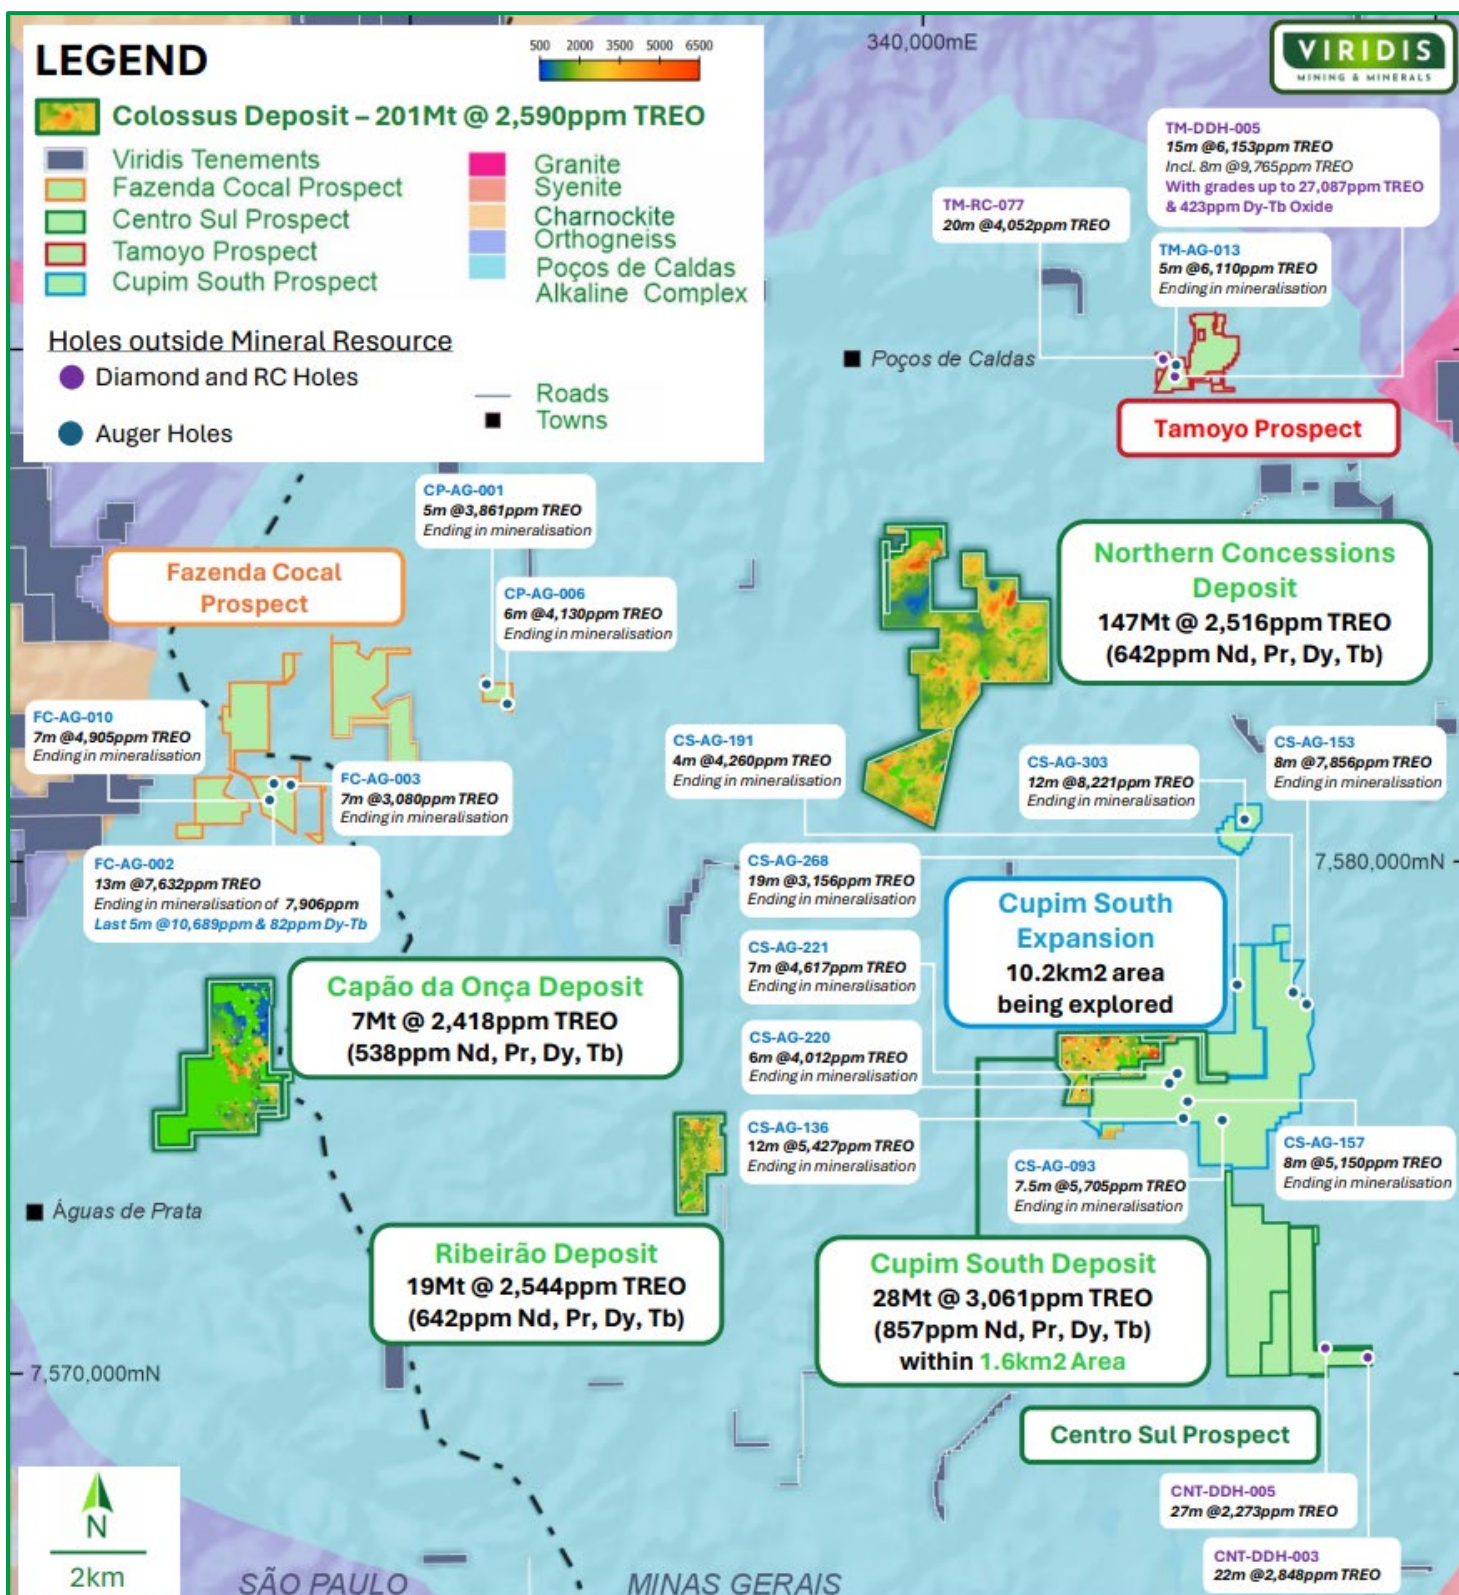 LEGEND
500 2000 3500 5000 6500
Colossus Deposit – 201Mt @ 2,590ppm TREO
Viridis Tenements
Fazenda Cocal Prospect
Centro Sul Prospect
Tamoyo Prospect
Cupim South Prospect
Granite
Syenite
Charnockite
Orthogneiss
Poços de Caldas
Alkaline Complex
Holes outside Mineral Resource
Diamond and RC Holes
Auger Holes
Roads
Towns
340,000mE
VIRIDIS
MINING & MINERALS
TM-DDH-005
15m @6,153ppm TREO
Incl. 8m @9,765ppm TREO
With grades up to 27,087ppm TREO
& 423ppm Dy-Tb Oxide
TM-RC-077
20m @4,052ppm TREO
TM-AG-013
5m @6,110ppm TREO
Ending in mineralisation
Poços de Caldas
Tamoyo Prospect
CP-AG-001
5m @3,861ppm TREO
Ending in mineralisation
Fazenda Cocal
Prospect
CP-AG-006
6m @4,130ppm TREO
Ending in mineralisation
Northern Concessions
Deposit
147Mt @ 2,516ppm TREO
(642ppm Nd, Pr, Dy, Tb)
FC-AG-010
7m @4,905ppm TREO
Ending in mineralisation
FC-AG-003
7m @3,080ppm TREO
Ending in mineralisation
CS-AG-191
4m @4,260ppm TREO
Ending in mineralisation
CS-AG-303
12m @8,221ppm TREO
Ending in mineralisation
CS-AG-153
8m @7,856ppm TREO
Ending in mineralisation
FC-AG-002
13m @7,632ppm TREO
Ending in mineralisation of 7,906ppm
Last 5m @10,689ppm & 82ppm Dy-Tb
7,580,000mN
CS-AG-268
19m @3,156ppm TREO
Ending in mineralisation
Cupim South
Expansion
10.2km2 area
being explored
CS-AG-221
7m @4,617ppm TREO
Ending in mineralisation
Capão da Onça Deposit
7Mt @ 2,418ppm TREO
(538ppm Nd, Pr, Dy, Tb)
CS-AG-220
6m @4,012ppm TREO
Ending in mineralisation
CS-AG-136
12m @5,427ppm TREO
Ending in mineralisation
CS-AG-157
8m @5,150ppm TREO
Ending in mineralisation
CS-AG-093
7.5m @5,705ppm TREO
Ending in mineralisation
Águas de Prata
Ribeirão Deposit
19Mt @ 2,544ppm TREO
(642ppm Nd, Pr, Dy, Tb)
Cupim South Deposit
28Mt @ 3,061ppm TREO
(857ppm Nd, Pr, Dy, Tb)
within 1.6km2 Area
7,570,000mN
Centro Sul Prospect
CNT-DDH-005
27m @2,273ppm TREO
CNT-DDH-003
22m @2,848ppm TREO
N
2km
SÃO PAULO
MINAS GERAIS